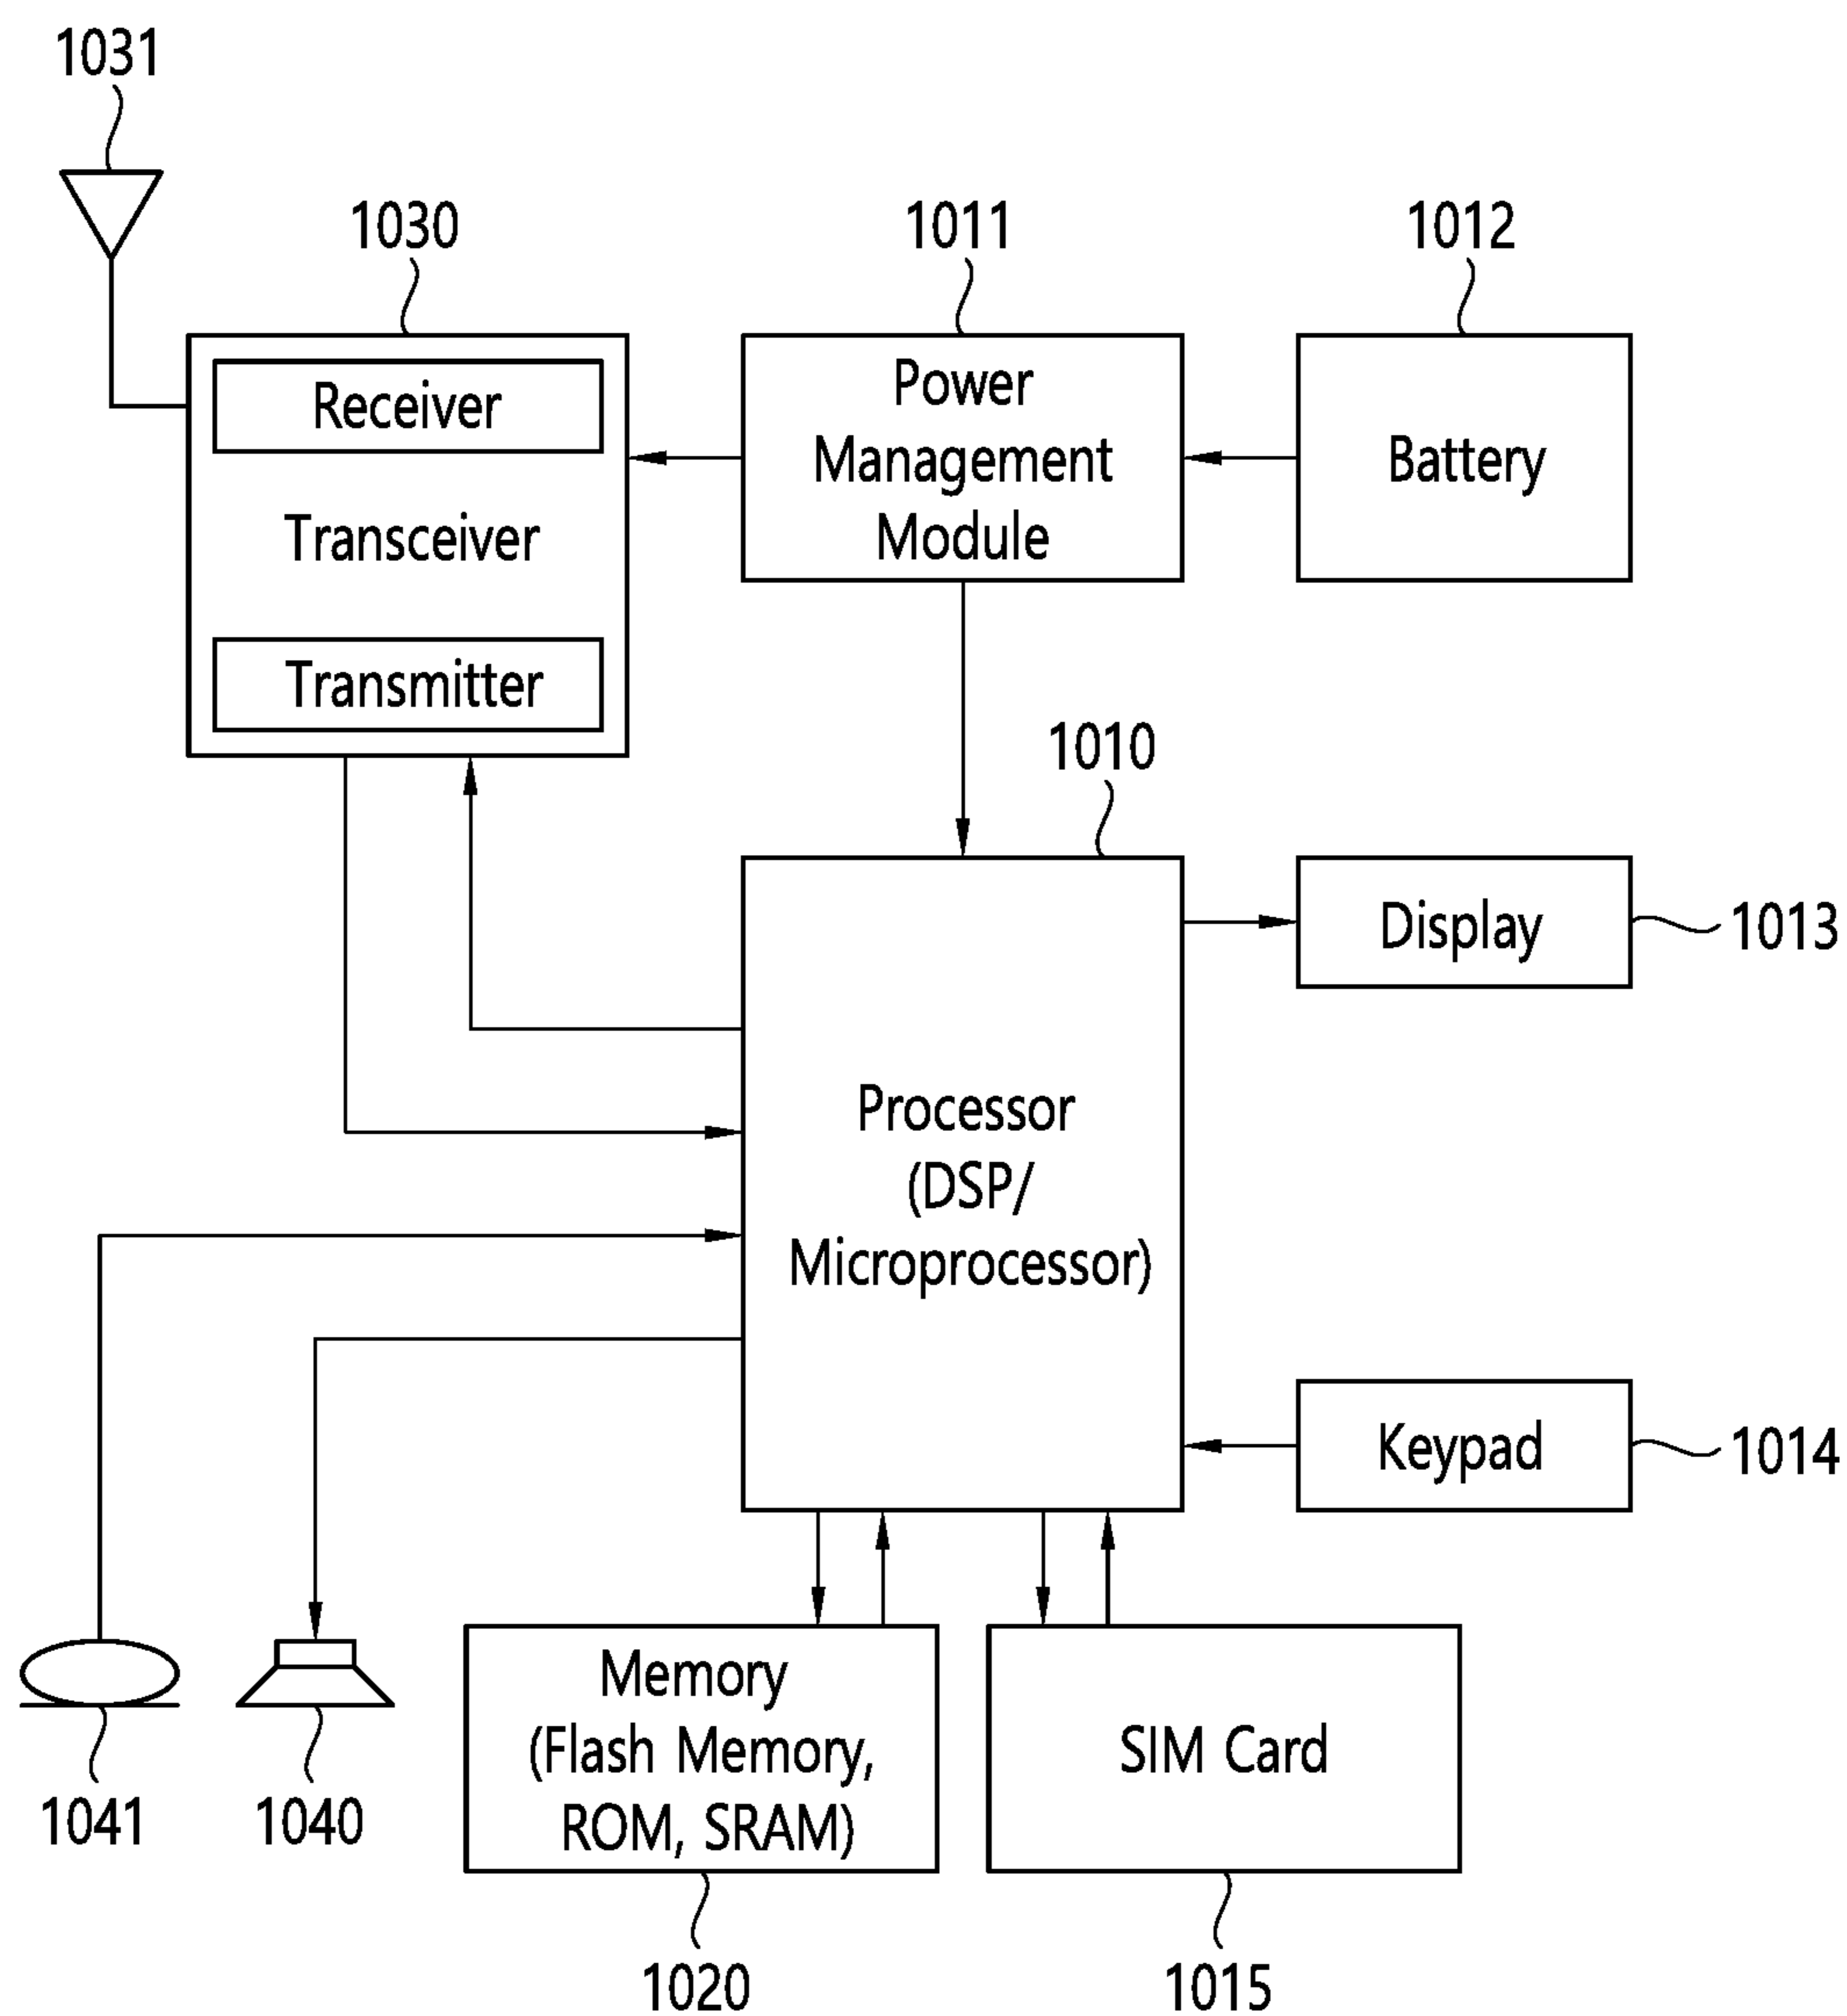 1031
1030
1011
1012
Receiver
Transceiver
Transmitter
Power
Management
Module
Battery
1010
Display
1013
Processor
(DSP/
Microprocessor)
Keypad
1014
1041
1040
Memory
(Flash Memory,
ROM, SRAM)
SIM Card
1020
1015